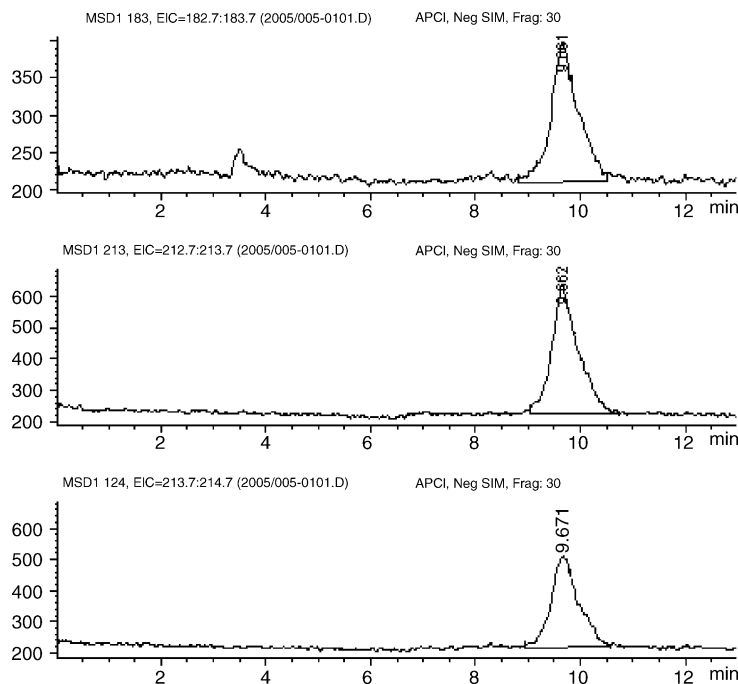 MSD1 183, EIC=182.7:183.7 (2005/005-0101.D) APCI, Neg SIM, Frag: 30
350
300
250
200
2 4 6 8 10 12 min
MSD1 213, EIC=212.7:213.7 (2005/005-0101.D) APCI, Neg SIM, Frag: 30
600
500
400
300
200
2 4 6 8 10 12 min
MSD1 124, EIC=213.7:214.7 (2005/005-0101.D) APCI, Neg SIM, Frag: 30
9.671
600
500
400
300
200
2 4 6 8 10 12 min